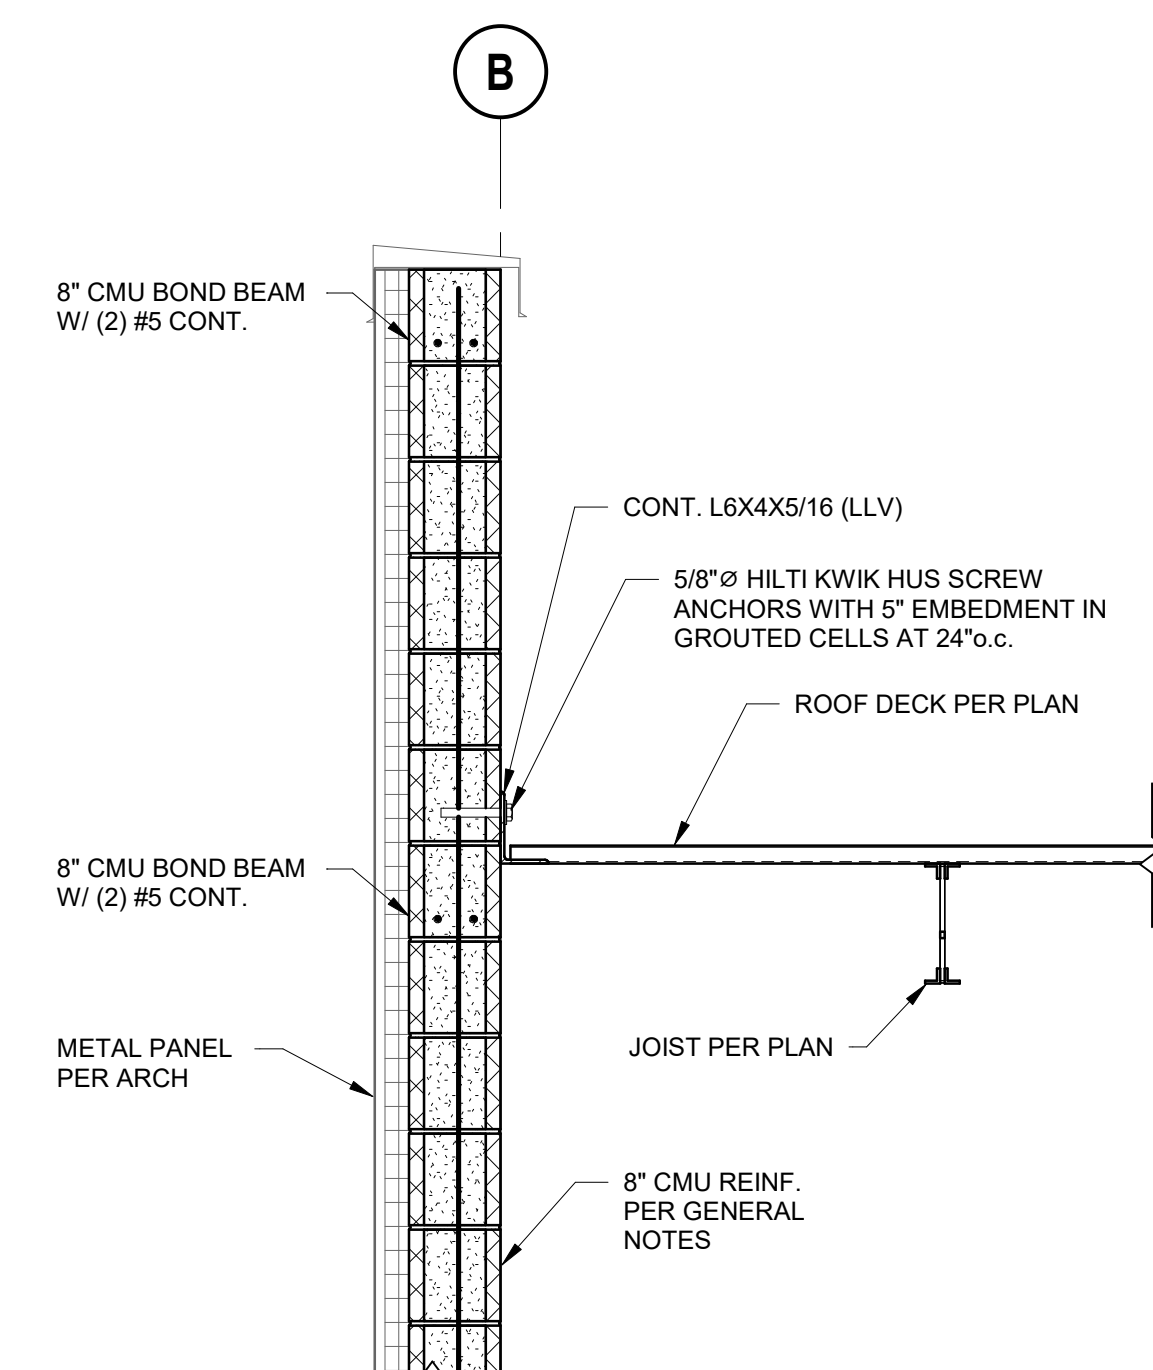 B
8" CMU BOND BEAM
W/ (2) #5 CONT.
CONT. L6X4X5/16 (LLV)
5/8"Ø HILTI KWIK HUS SCREW
ANCHORS WITH 5" EMBEDMENT IN
GROUTED CELLS AT 24"o.c.
ROOF DECK PER PLAN
8" CMU BOND BEAM
W/ (2) #5 CONT.
METAL PANEL
PER ARCH
JOIST PER PLAN
8" CMU REINF.
PER GENERAL
NOTES